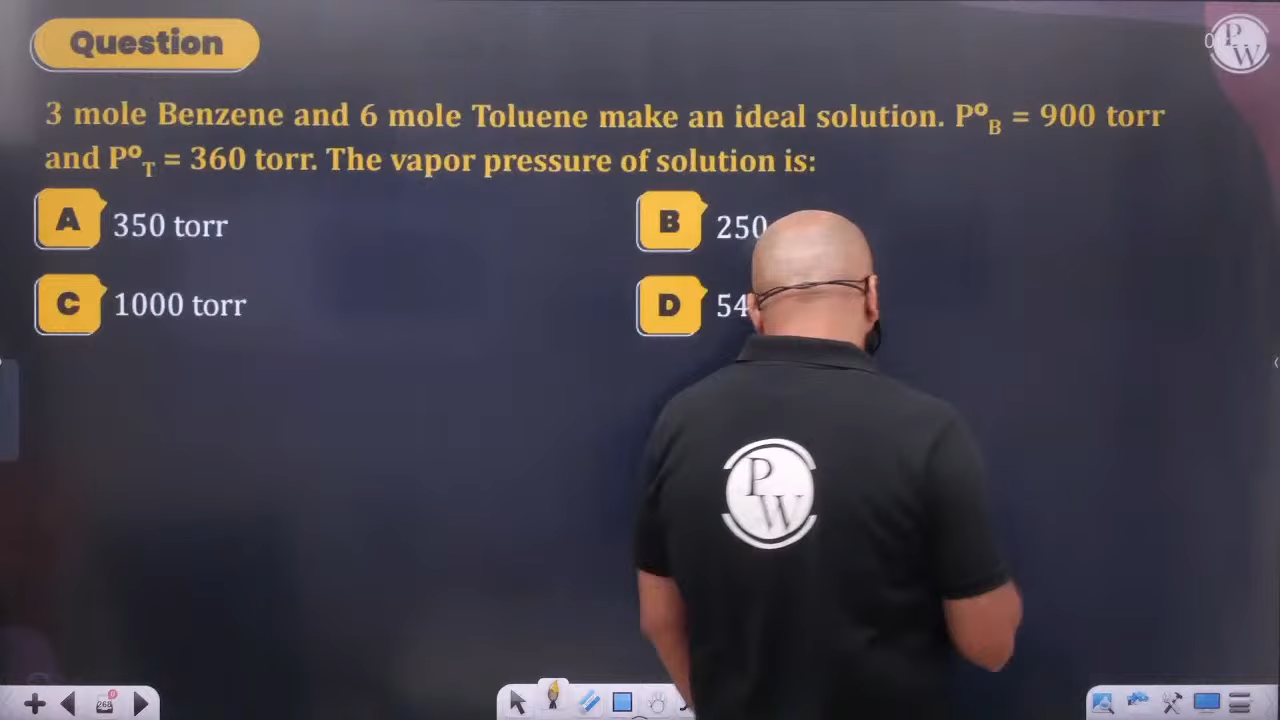 Question
3 mole Benzene and 6 mole Toluene make an ideal solution. P°B = 900 torr
and P°T = 360 torr. The vapor pressure of solution is:
A 350 torr
B 250
C 1000 torr
D 54
P
W
P
W
268